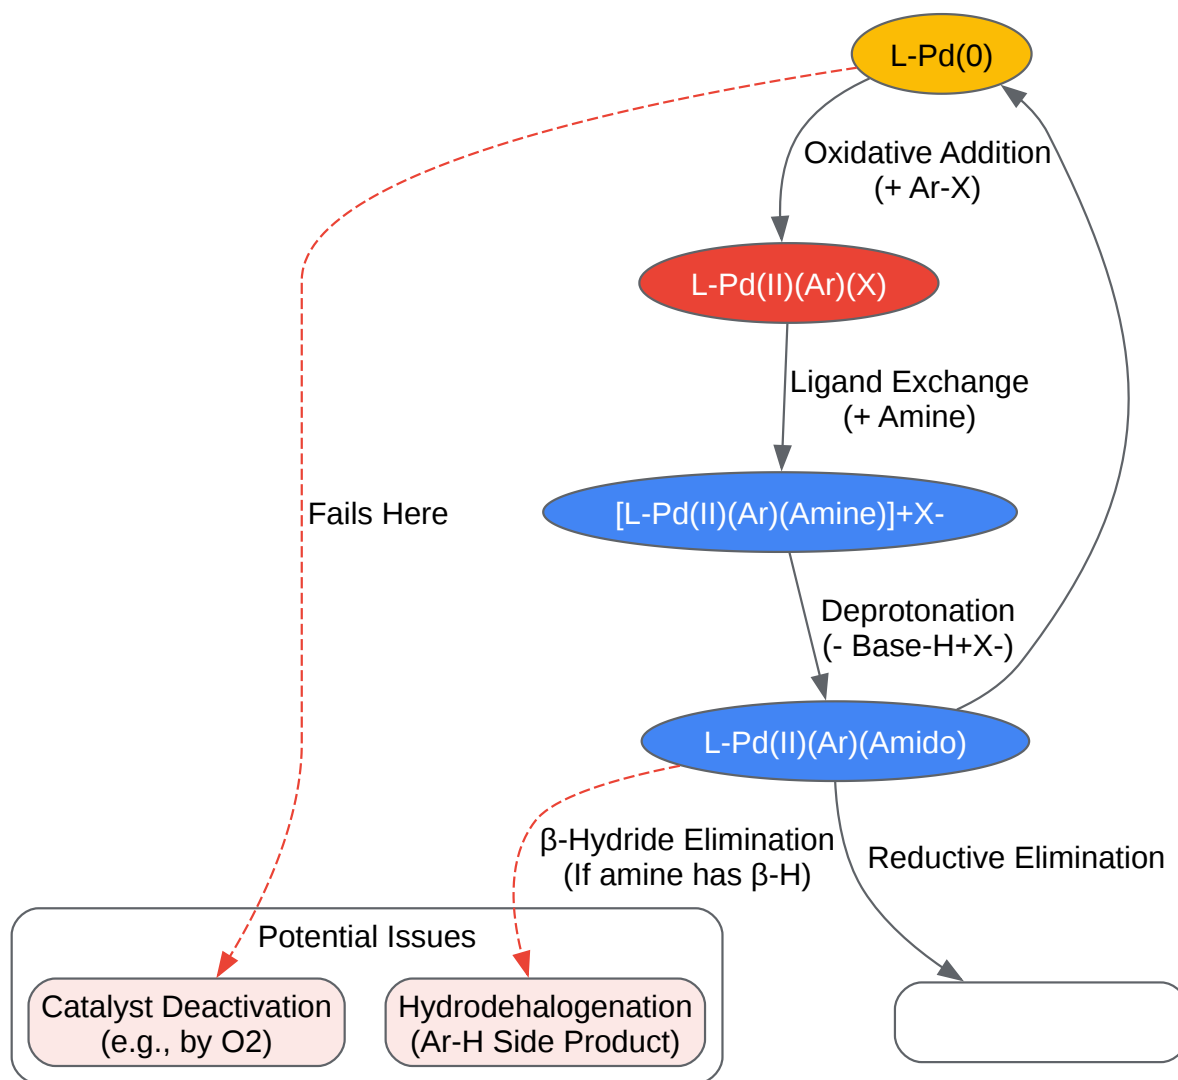 L-Pd(0)
Oxidative Addition
(+ Ar-X)
L-Pd(II)(Ar)(X)
Ligand Exchange
(+ Amine)
Fails Here
[L-Pd(II)(Ar)(Amine)]+X-
Deprotonation
(- Base-H+X-)
L-Pd(II)(Ar)(Amido)
β-Hydride Elimination
(If amine has β-H)
Reductive Elimination
Potential Issues
Catalyst Deactivation
(e.g., by O2)
Hydrodehalogenation
(Ar-H Side Product)